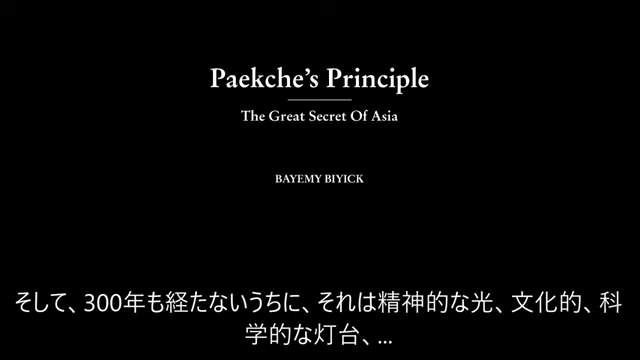 Paekche’s Principle
The Great Secret Of Asia
BAYEMY BIYICK
そして、300年も経たないうちに、それは精神的な光、文化的、科
学的な灯台、...